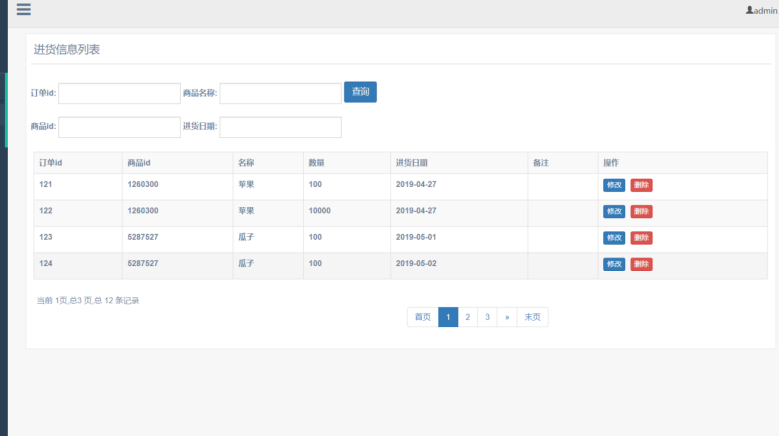 admin
进货信息列表
订单id: 商品名称: 查询
商品id: 进货日期:
订单id 商品id 名称 数量 进货日期 备注 操作
121 1260300 苹果 100 2019-04-27 修改 删除
122 1260300 苹果 10000 2019-04-27 修改 删除
123 5287527 瓜子 100 2019-05-01 修改 删除
124 5287527 瓜子 100 2019-05-02 修改 删除
当前 1页,总3 页,总 12 条记录
首页 1 2 3 » 末页